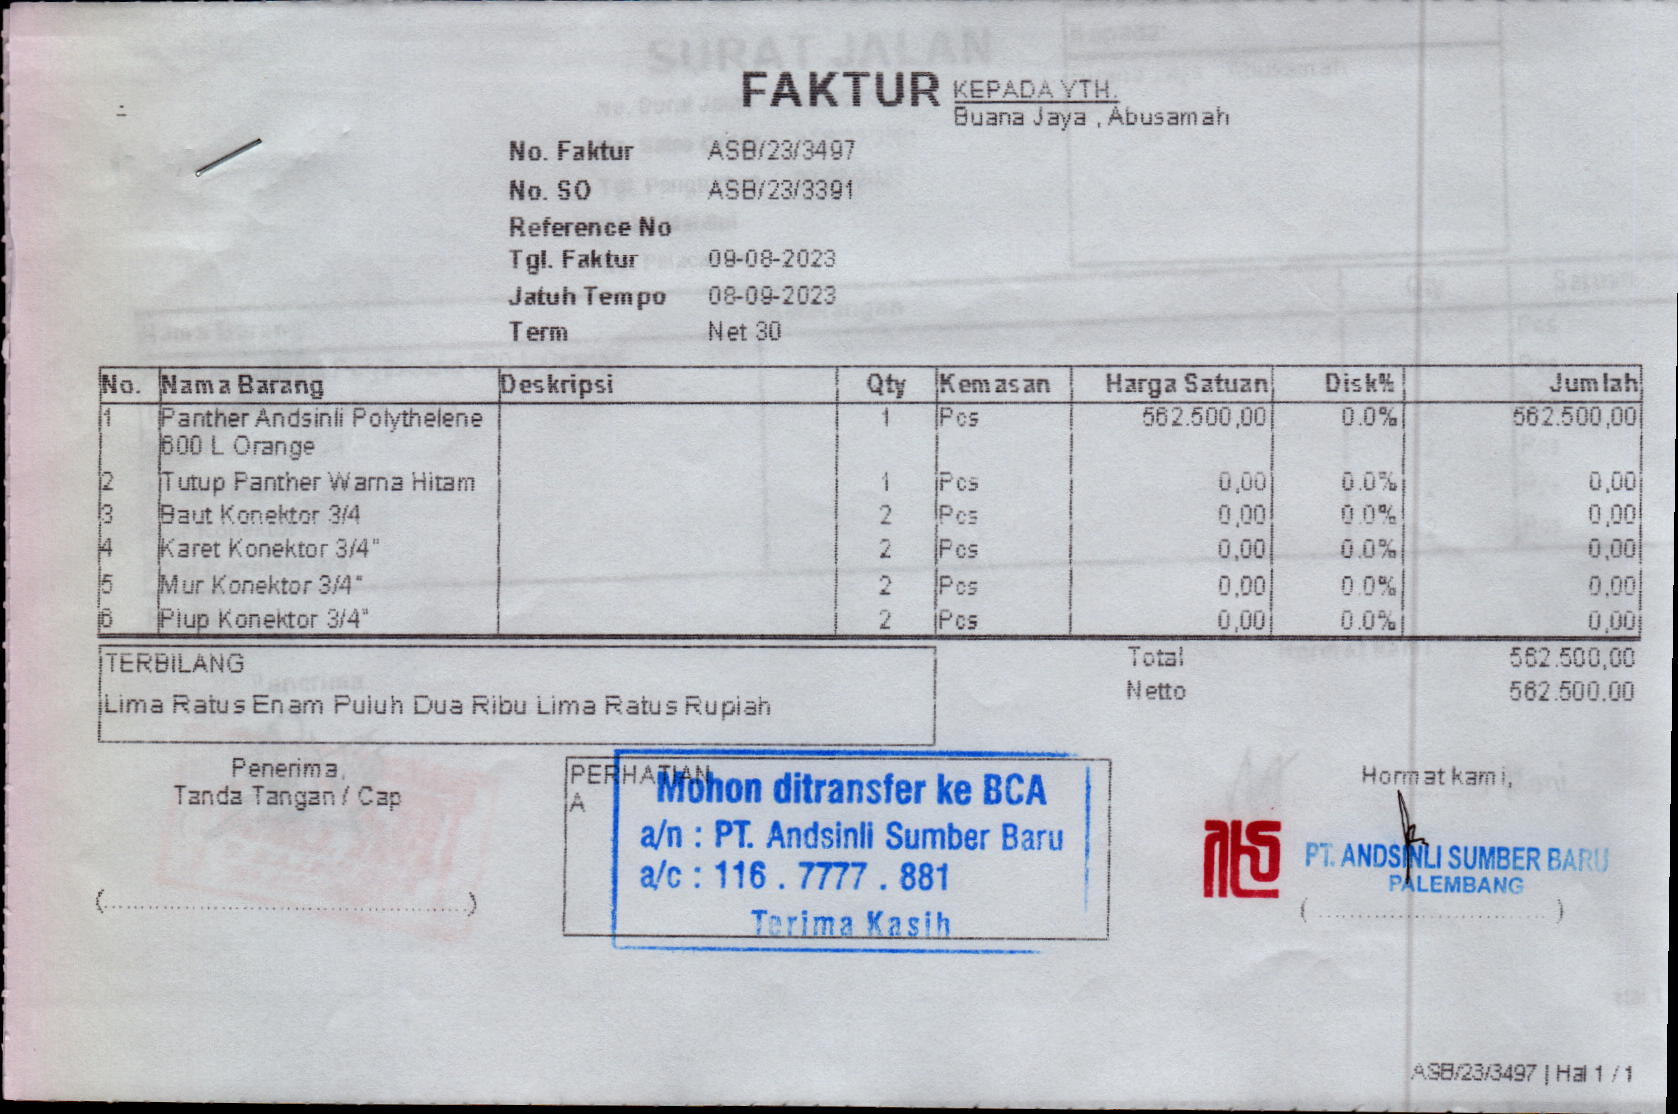 FAKTUR
KEPADA YTH.
Buana Jaya , Abusamah
No. Faktur ASB/23/3497
No. SO ASB/23/3391
Reference No
Tgl. Faktur 09-08-2023
Jatuh Tempo 08-09-2023
Term Net 30
No. Nama Barang Deskripsi Qty Kemasan Harga Satuan Disk% Jumlah
1 Panther Andsinli Polythelene 1 Pcs 562.500,00 0.0% 562.500,00
600 L Orange
2 Tutup Panther Warna Hitam 1 Pcs 0,00 0.0% 0,00
3 Baut Konektor 3/4 2 Pcs 0,00 0.0% 0,00
4 Karet Konektor 3/4" 2 Pcs 0,00 0.0% 0,00
5 Mur Konektor 3/4" 2 Pcs 0,00 0.0% 0,00
6 Plup Konektor 3/4" 2 Pcs 0,00 0.0% 0,00
TERBILANG
Lima Ratus Enam Puluh Dua Ribu Lima Ratus Rupiah
Total 562.500,00
Netto 562.500.00
Penerima,
Tanda Tangan / Cap
(..............................................)
PERHATIAN
A
Mohon ditransfer ke BCA
a/n : PT. Andsinli Sumber Baru
a/c : 116 . 7777 . 881
Terima Kasih
Hormat kami,
PT. ANDSINLI SUMBER BARU
PALEMBANG
( .............................. )
ASB/23/3497 | Hal 1 / 1